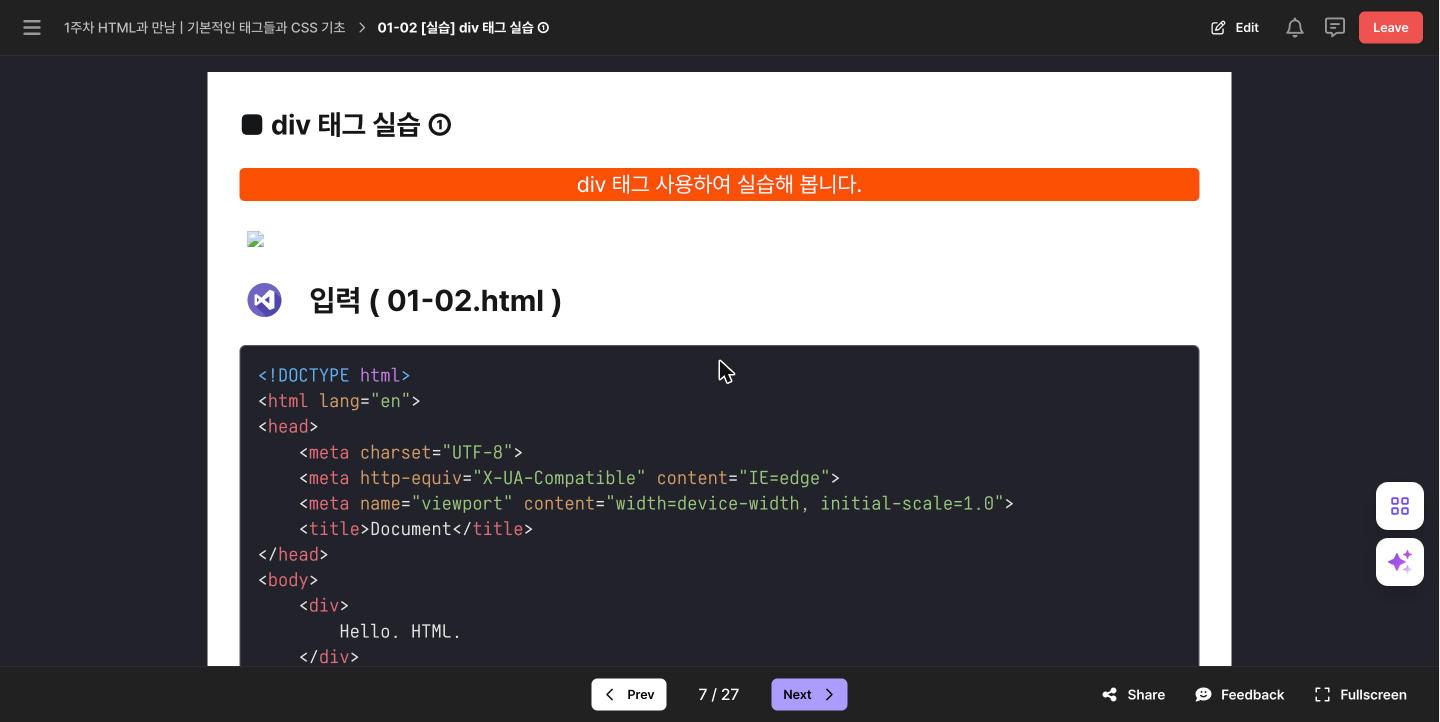 1주차 HTML과 만남 | 기본적인 태그들과 CSS 기초 > 01-02 [실습] div 태그 실습 ①
Edit
Leave
div 태그 실습 ①
div 태그 사용하여 실습해 봅니다.
입력 ( 01-02.html )
<!DOCTYPE html>
<html lang="en">
<head>
    <meta charset="UTF-8">
    <meta http-equiv="X-UA-Compatible" content="IE=edge">
    <meta name="viewport" content="width=device-width, initial-scale=1.0">
    <title>Document</title>
</head>
<body>
    <div>
        Hello. HTML.
    </div>
Prev
7 / 27
Next
Share
Feedback
Fullscreen